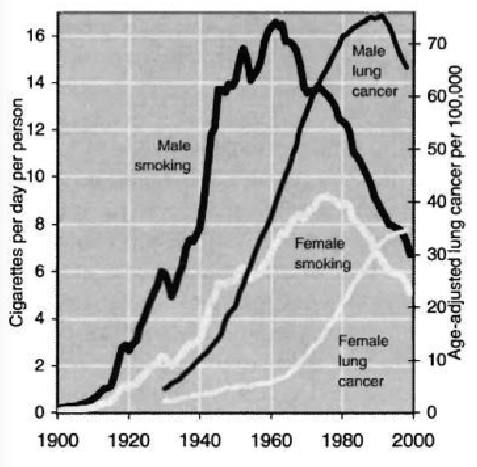 Cigarettes per day per person
16
14
12
10
8
6
4
2
0
Male
smoking
Male
lung
cancer
Female
smoking
Female
lung
cancer
70
60
50
40
30
20
10
0
Age-adjusted lung cancer per 100,000
1900 1920 1940 1960 1980 2000